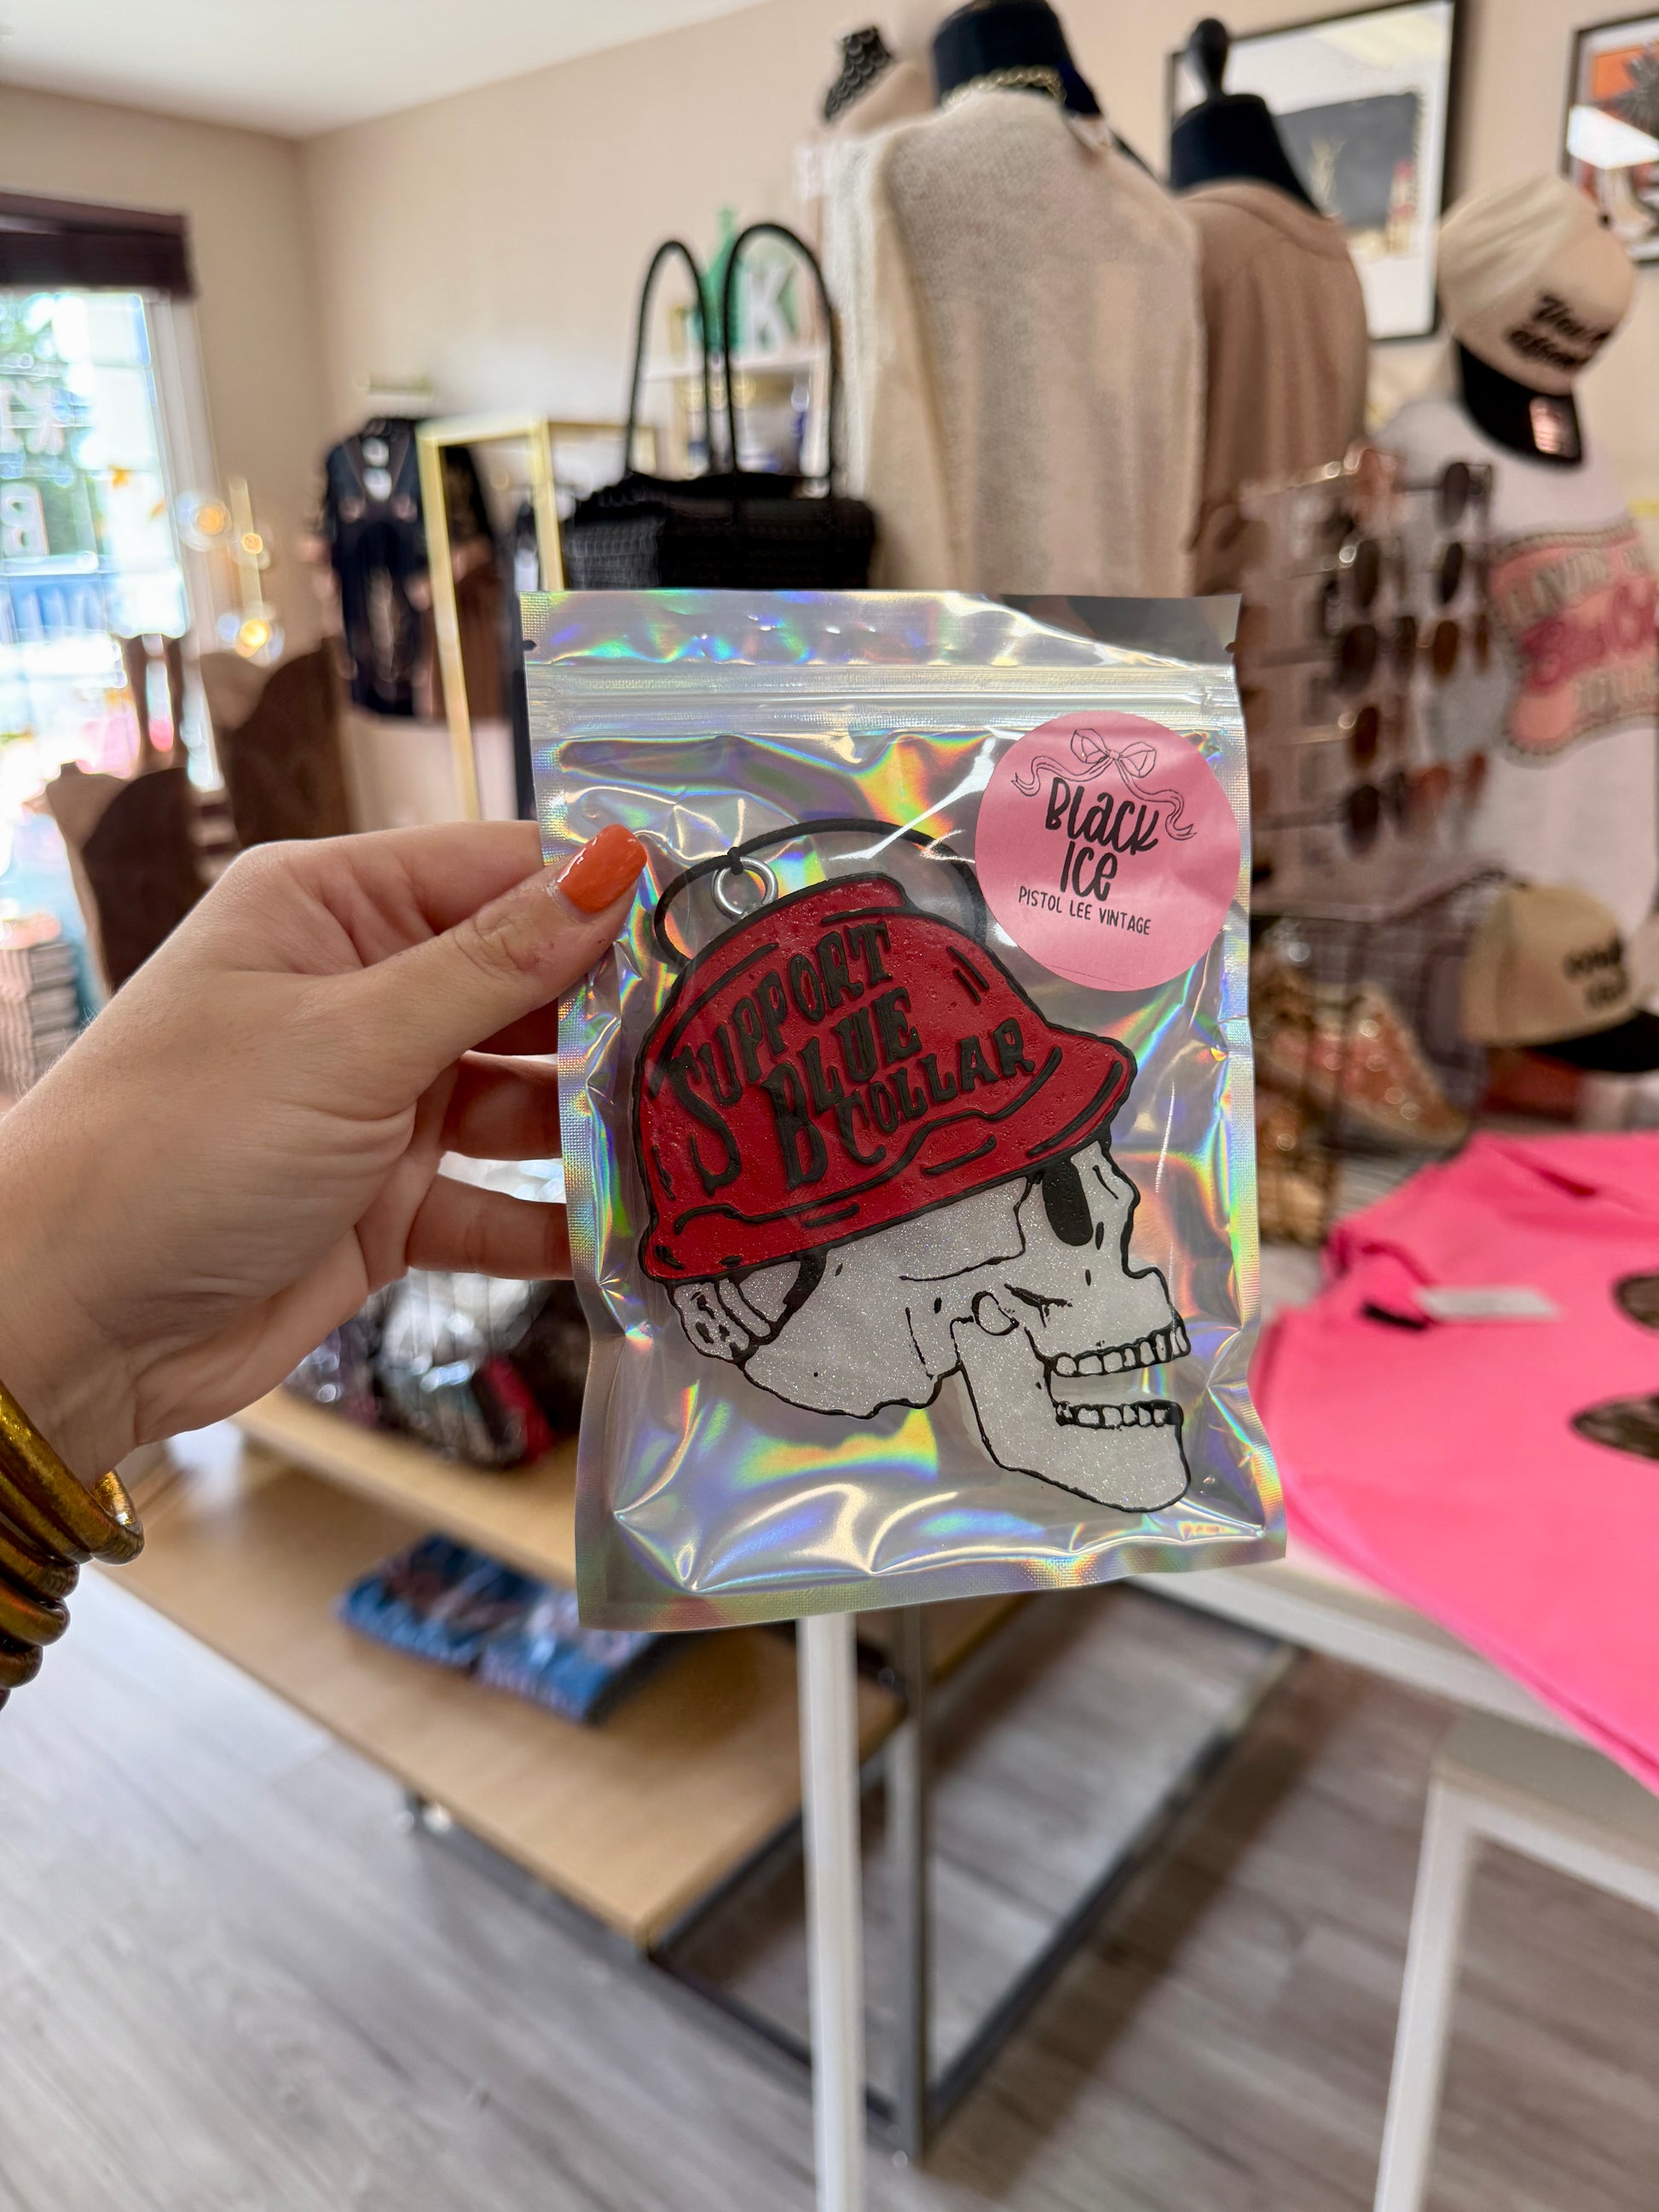 K
Black
Ice
PISTOL LEE VINTAGE
SUPPORT
BLUE
COLLAR